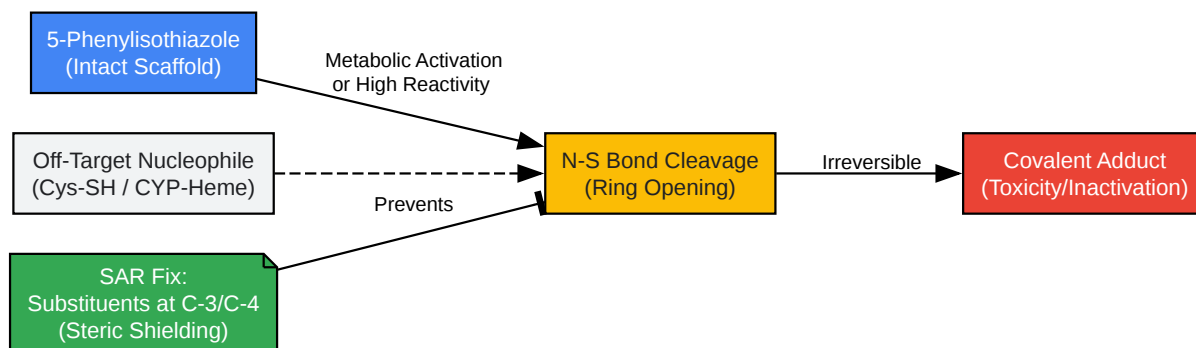 5-Phenylisothiazole
(Intact Scaffold)
Metabolic Activation
or High Reactivity
Off-Target Nucleophile
(Cys-SH / CYP-Heme)
N-S Bond Cleavage
(Ring Opening)
Irreversible
Covalent Adduct
(Toxicity/Inactivation)
Prevents
SAR Fix:
Substituents at C-3/C-4
(Steric Shielding)